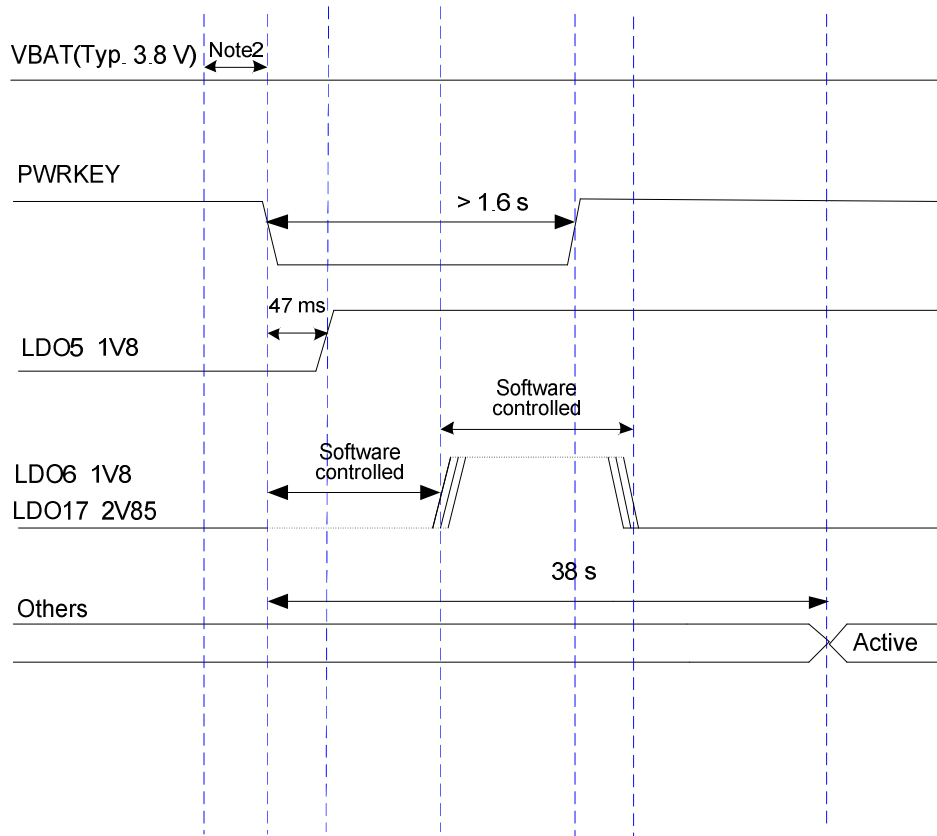 VBAT(Typ. 3.8 V)
Note2
PWRKEY
> 1.6 s
47 ms
LDO5 1V8
Software
controlled
Software
controlled
LDO6 1V8
LDO17 2V85
38 s
Others
Active